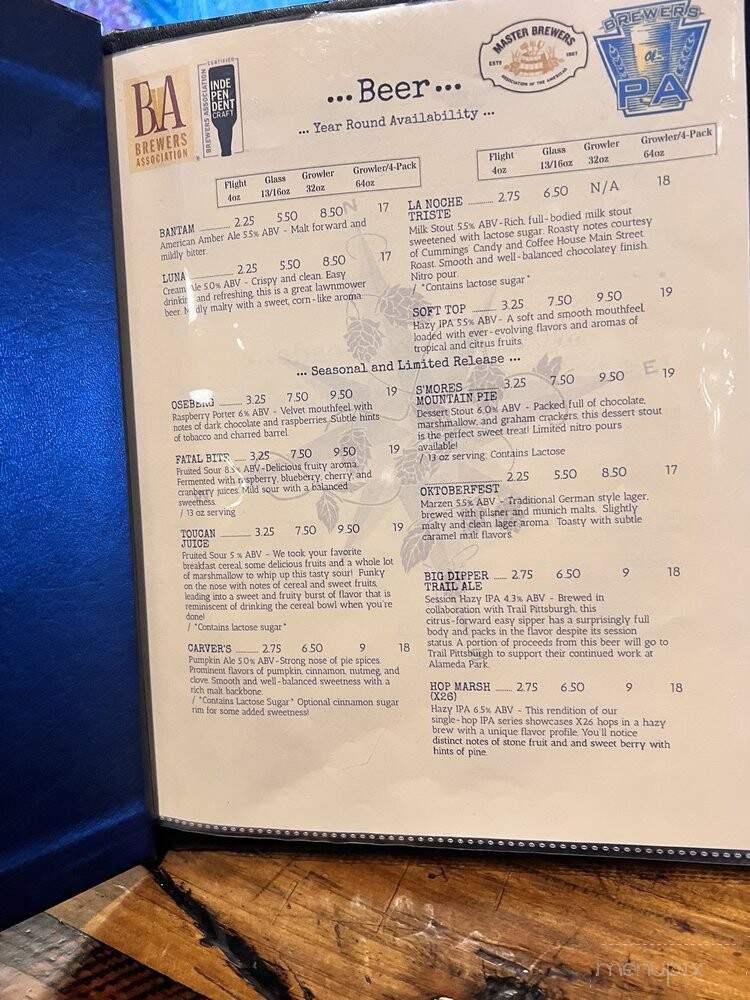 BA
BREWERS
ASSOCIATION
CERTIFIED
BREWERS ASSOCIATION
INDE
PEN
DENT
CRAFT
MASTER BREWERS
ESTD 1887
ASSOCIATION OF THE AMERICAS
BREWERS
of
PA
...Beer...
... Year Round Availability ...
Flight Glass Growler Growler/4-Pack
4oz 13/16oz 32oz 64oz
BANTAM 2.25 5.50 8.50 17
American Amber Ale 5.5% ABV - Malt forward and
mildly bitter.
LUNA 2.25 5.50 8.50 17
Cream Ale 5.0% ABV - Crispy and clean. Easy
drinking and refreshing, this is a great lawnmower
beer. Mildly malty with a sweet, corn-like aroma
Flight Glass Growler Growler/4-Pack
4oz 13/16oz 32oz 64oz
LA NOCHE 2.75 6.50 N/A 18
TRISTE
Milk Stout 5.5% ABV-Rich, full-bodied milk stout
sweetened with lactose sugar. Roasty notes courtesy
of Cummings' Candy and Coffee House Main Street
Roast. Smooth and well-balanced chocolatey finish.
Nitro pour.
/ *Contains lactose sugar*
SOFT TOP 3.25 7.50 9.50 19
Hazy IPA 5.5% ABV- A soft and smooth mouthfeel
loaded with ever-evolving flavors and aromas of
tropical and citrus fruits.
N
E
... Seasonal and Limited Release ...
OSEBERG 3.25 7.50 9.50 19
Raspberry Porter 6% ABV - Velvet mouthfeel with
notes of dark chocolate and raspberries. Subtle hints
of tobacco and charred barrel.
FATAL BITS 3.25 7.50 9.50 19
Fruited Sour ABV-Delicious fruity aroma.
Fermented with raspberry, blueberry, cherry, and
cranberry juices. Mild sour with a balanced
sweetness.
/ 13 oz serving
TOUCAN 3.25 7.50 9.50 19
JUICE
Fruited Sour 5 % ABV - We took your favorite
breakfast cereal, some delicious fruits and a whole lot
of marshmallow to whip up this tasty sour! Funky
on the nose with notes of cereal and sweet fruits,
leading into a sweet and fruity burst of flavor that is
reminiscent of drinking the cereal bowl when you're
done!
/ *Contains lactose sugar*
CARVER'S 2.75 6.50 9 18
Pumpkin Ale 5.0% ABV-Strong nose of pie spices.
Prominent flavors of pumpkin, cinnamon, nutmeg, and
clove. Smooth and well-balanced sweetness with a
rich malt backbone.
/ *Contains Lactose Sugar* Optional cinnamon sugar
rim for some added sweetness!
S'MORES 3.25 7.50 9.50 19
MOUNTAIN PIE
Dessert Stout 6.0% ABV - Packed full of chocolate,
marshmallow, and graham crackers, this dessert stout
is the perfect sweet treat! Limited nitro pours
available!
/ 13 oz serving. Contains Lactose
2.25 5.50 8.50 17
OKTOBERFEST
Marzen 5.5% ABV - Traditional German style lager,
brewed with pilsner and munich malts. Slightly
malty and clean lager aroma. Toasty with subtle
caramel malt flavors.
BIG DIPPER 2.75 6.50 9 18
TRAIL ALE
Session Hazy IPA 4.3% ABV - Brewed in
collaboration with Trail Pittsburgh, this
citrus-forward easy sipper has a surprisingly full
body and packs in the flavor despite its session
status. A portion of proceeds from this beer will go to
Trail Pittsburgh to support their continued work at
Alameda Park.
HOP MARSH 2.75 6.50 9 18
(X26)
Hazy IPA 6.5% ABV - This rendition of our
single-hop IPA series showcases X26 hops in a hazy
brew with a unique flavor profile. You'll notice
distinct notes of stone fruit and and sweet berry with
hints of pine.
menupix